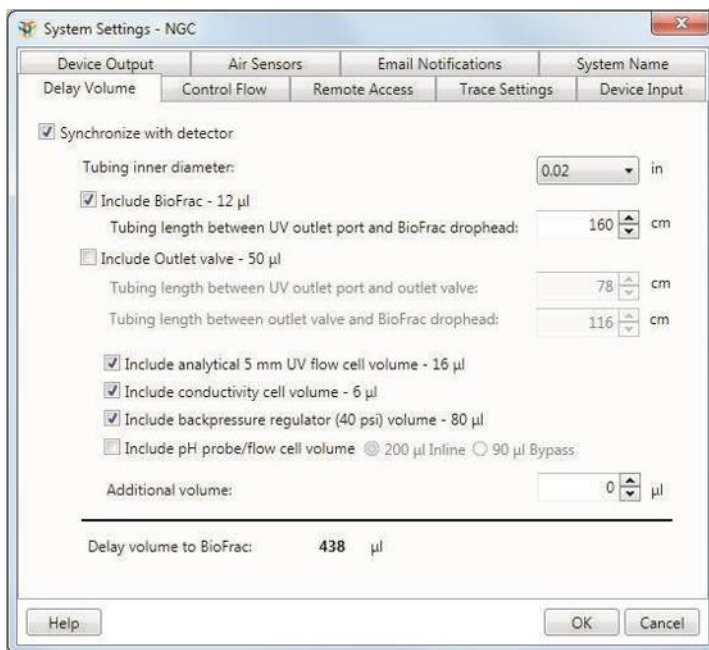 System Settings - NGC
Device Output Air Sensors Email Notifications System Name
Delay Volume Control Flow Remote Access Trace Settings Device Input
Synchronize with detector
Tubing inner diameter: 0.02 in
Include BioFrac - 12 µl
Tubing length between UV outlet port and BioFrac drophead: 160 cm
Include Outlet valve - 50 µl
Tubing length between UV outlet port and outlet valve: 78 cm
Tubing length between outlet valve and BioFrac drophead: 116 cm
Include analytical 5 mm UV flow cell volume - 16 µl
Include conductivity cell volume - 6 µl
Include backpressure regulator (40 psi) volume - 80 µl
Include pH probe/flow cell volume 200 µl Inline 90 µl Bypass
Additional volume: 0 µl
Delay volume to BioFrac: 438 µl
Help OK Cancel